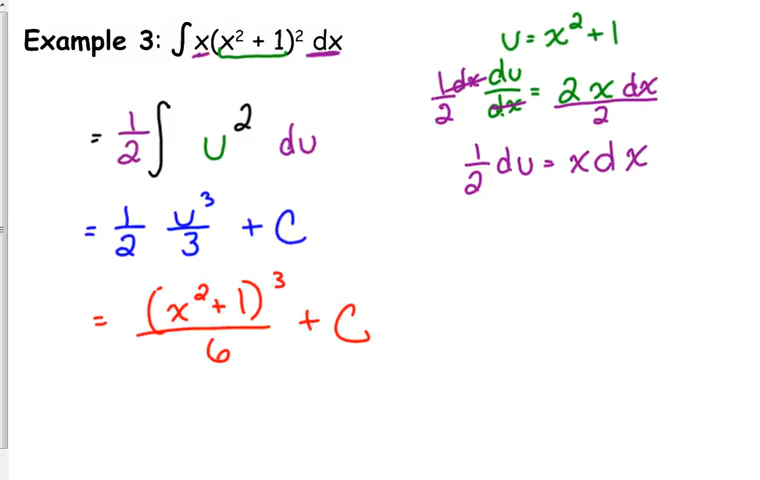 Example 3: ∫ x(x² + 1)² dx
= 1/2 ∫ u² du
= 1/2 u³/3 + C
= (x² + 1)³/6 + C
u = x² + 1
1/2 dx du/dx = 2x dx/2
1/2 du = x dx